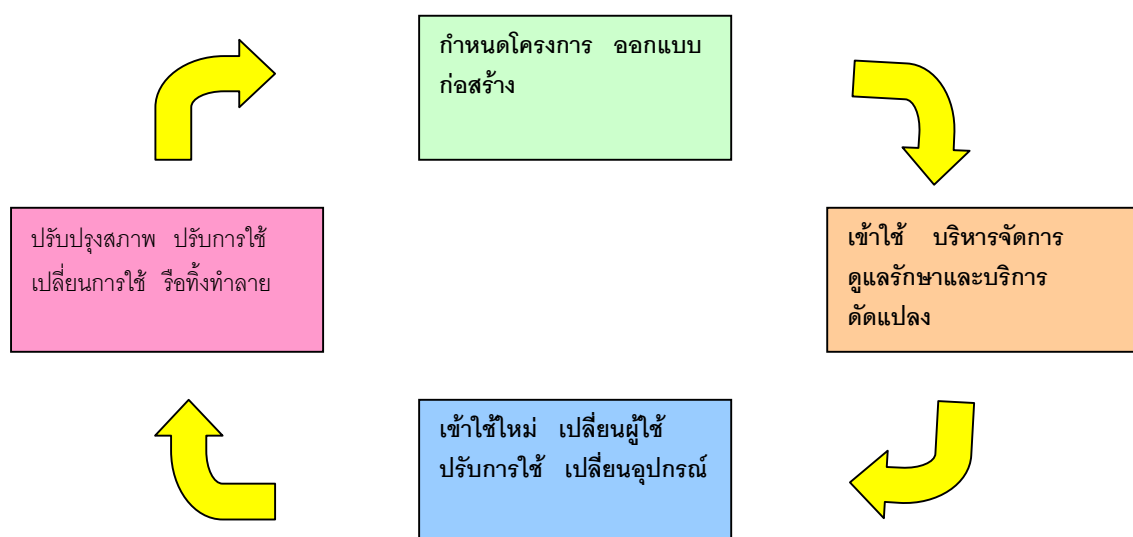 กำหนดโครงการ ออกแบบ
ก่อสร้าง
ปรับปรุงสภาพ ปรับการใช้
เปลี่ยนการใช้ รือทิ้งทำลาย
เข้าใช้ บริหารจัดการ
ดูแลรักษาและบริการ
ดัดแปลง
เข้าใช้ใหม่ เปลี่ยนผู้ใช้
ปรับการใช้ เปลี่ยนอุปกรณ์